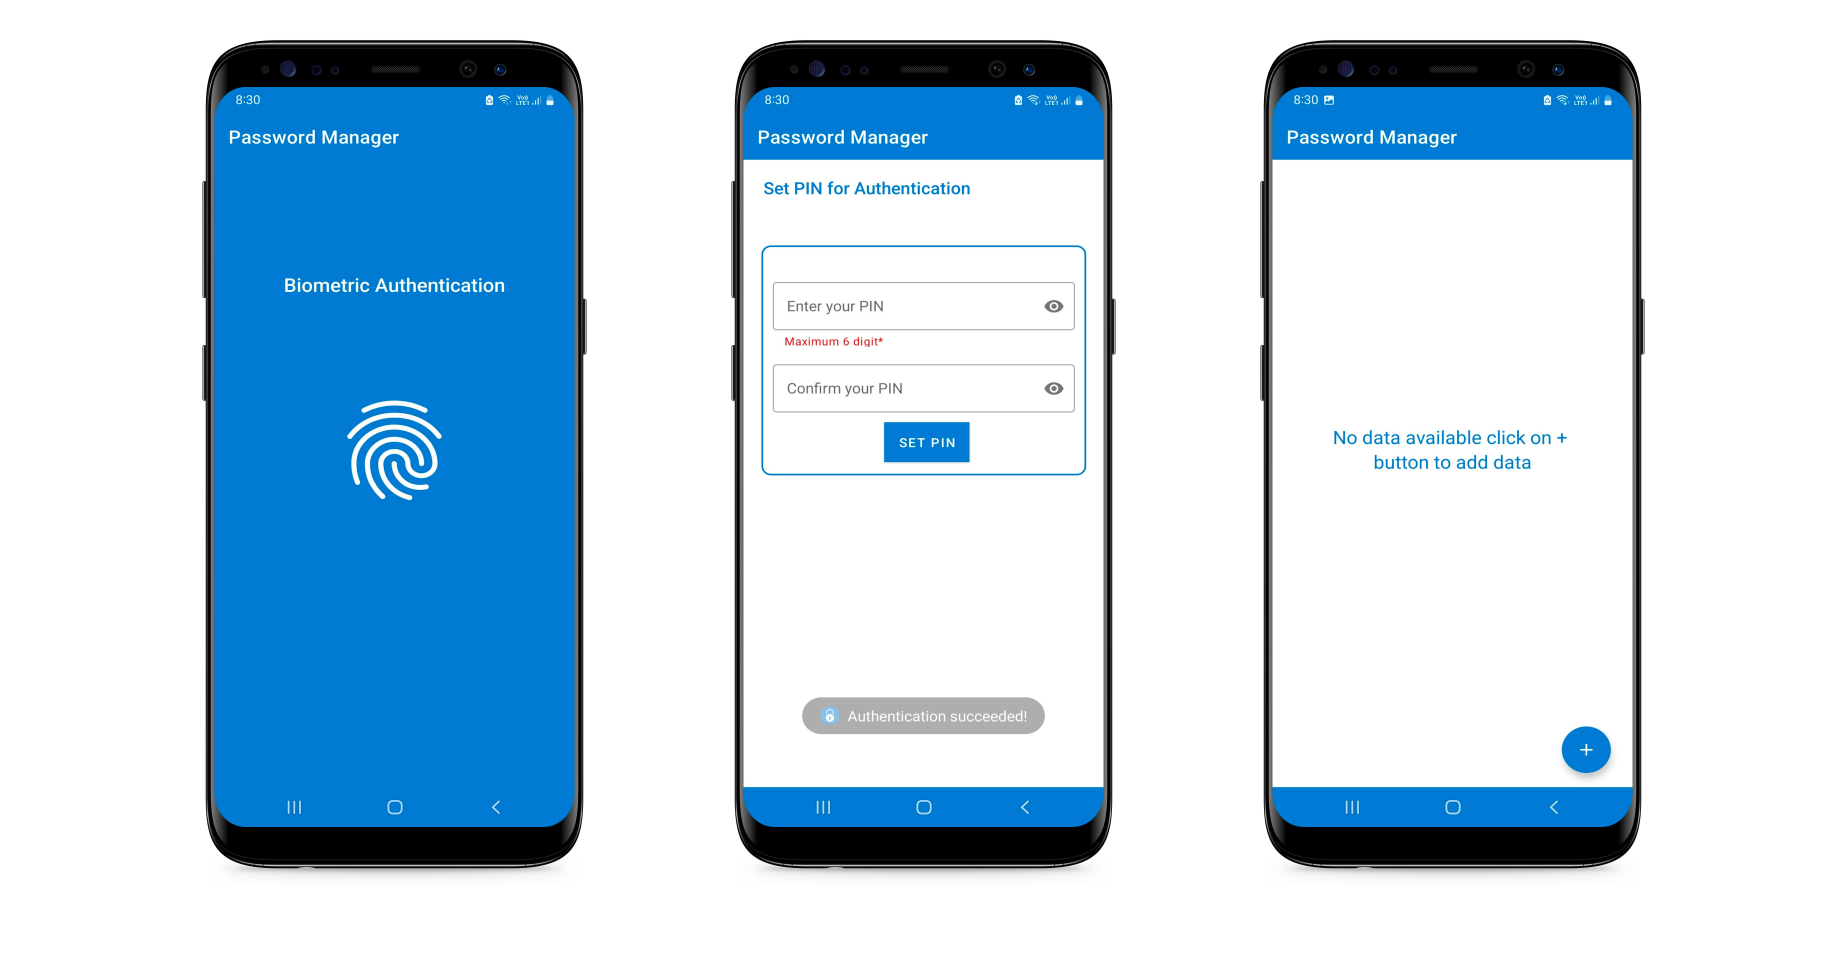 8:30
Password Manager
Biometric Authentication
8:30
Password Manager
Set PIN for Authentication
Enter your PIN
Maximum 6 digit*
Confirm your PIN
SET PIN
Authentication succeeded!
8:30
Password Manager
No data available click on +
button to add data
+